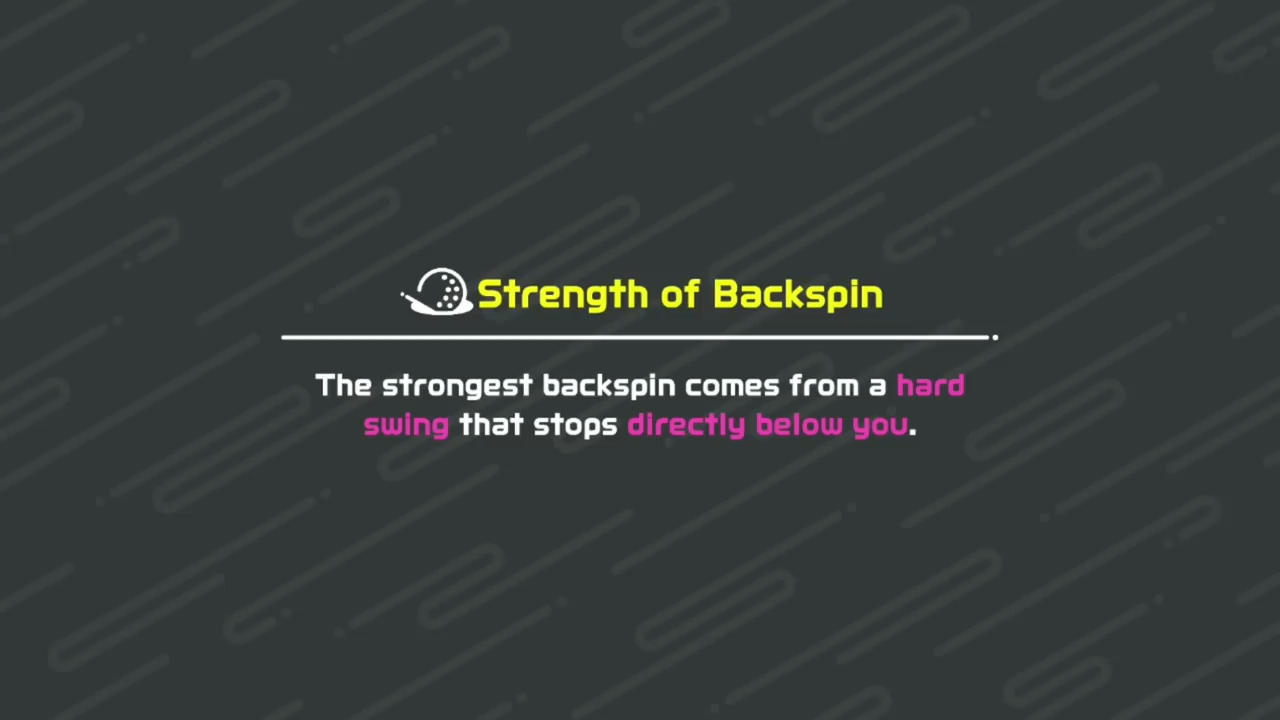 Strength of Backspin
The strongest backspin comes from a hard
swing that stops directly below you.